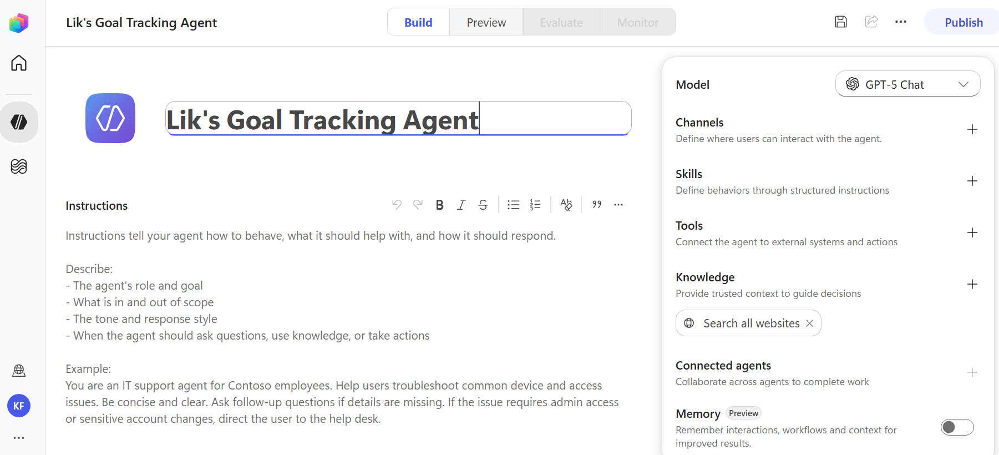 Lik's Goal Tracking Agent
Build
Preview
Evaluate
Monitor
Publish
Lik's Goal Tracking Agent
Instructions
Instructions tell your agent how to behave, what it should help with, and how it should respond.
Describe:
- The agent's role and goal
- What is in and out of scope
- The tone and response style
- When the agent should ask questions, use knowledge, or take actions
Example:
You are an IT support agent for Contoso employees. Help users troubleshoot common device and access
issues. Be concise and clear. Ask follow-up questions if details are missing. If the issue requires admin access
or sensitive account changes, direct the user to the help desk.
Model
GPT-5 Chat
Channels
Define where users can interact with the agent.
Skills
Define behaviors through structured instructions
Tools
Connect the agent to external systems and actions
Knowledge
Provide trusted context to guide decisions
Search all websites
Connected agents
Collaborate across agents to complete work
Memory Preview
Remember interactions, workflows and context for
improved results.
KF